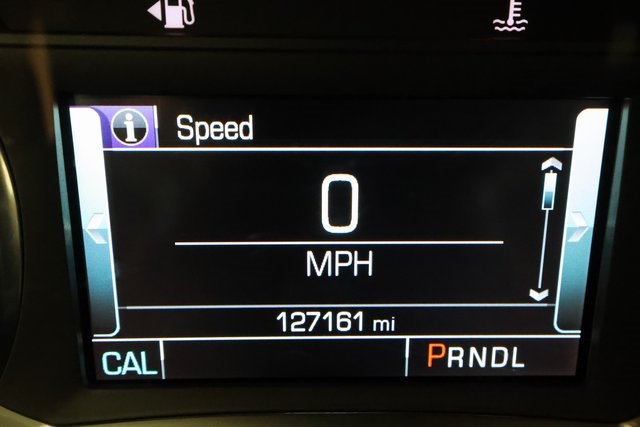 Speed
0
MPH
127161 mi
CAL
PRNDL